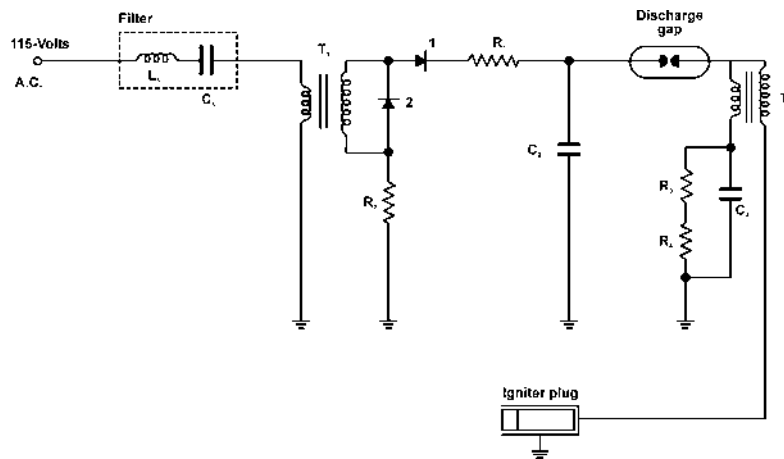 Filter
115-Volts
A.C.
L
C
T
1
2
R
R
C
Discharge
gap
T
R
R
C
Igniter plug